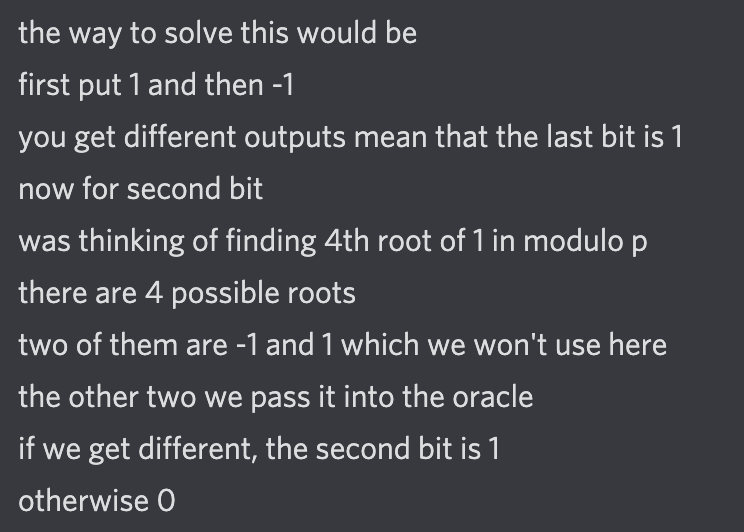 the way to solve this would be
first put 1 and then -1
you get different outputs mean that the last bit is 1
now for second bit
was thinking of finding 4th root of 1 in modulo p
there are 4 possible roots
two of them are -1 and 1 which we won't use here
the other two we pass it into the oracle
if we get different, the second bit is 1
otherwise 0